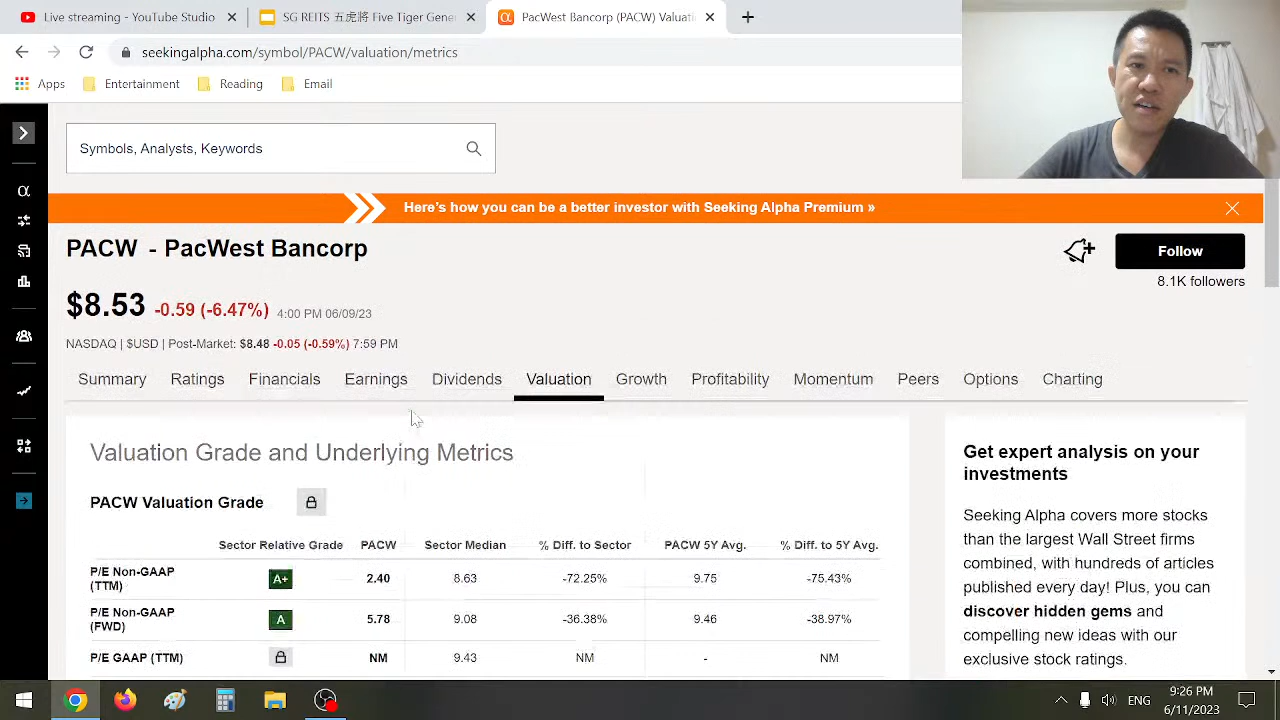 Live streaming - YouTube Studio
SG REITS 五虎將 Five Tiger Gene
PacWest Bancorp (PACW) Valuati
seekingalpha.com/symbol/PACW/valuation/metrics
Apps
Entertainment
Reading
Email
Symbols, Analysts, Keywords
Here's how you can be a better investor with Seeking Alpha Premium »
PACW - PacWest Bancorp
Follow
8.1K followers
$8.53 -0.59 (-6.47%) 4:00 PM 06/09/23
NASDAQ | $USD | Post-Market: $8.48 -0.05 (-0.59%) 7:59 PM
Summary Ratings Financials Earnings Dividends Valuation Growth Profitability Momentum Peers Options Charting
Valuation Grade and Underlying Metrics
PACW Valuation Grade
Sector Relative Grade PACW Sector Median % Diff. to Sector PACW 5Y Avg. % Diff. to 5Y Avg.
P/E Non-GAAP
(TTM)
A+ 2.40 8.63 -72.25% 9.75 -75.43%
P/E Non-GAAP
(FWD)
A 5.78 9.08 -36.38% 9.46 -38.97%
P/E GAAP (TTM) NM 9.43 NM - NM
Get expert analysis on your
investments
Seeking Alpha covers more stocks
than the largest Wall Street firms
combined, with hundreds of articles
published every day! Plus, you can
discover hidden gems and
compelling new ideas with our
exclusive stock ratings.
ENG
9:26 PM
6/11/2023